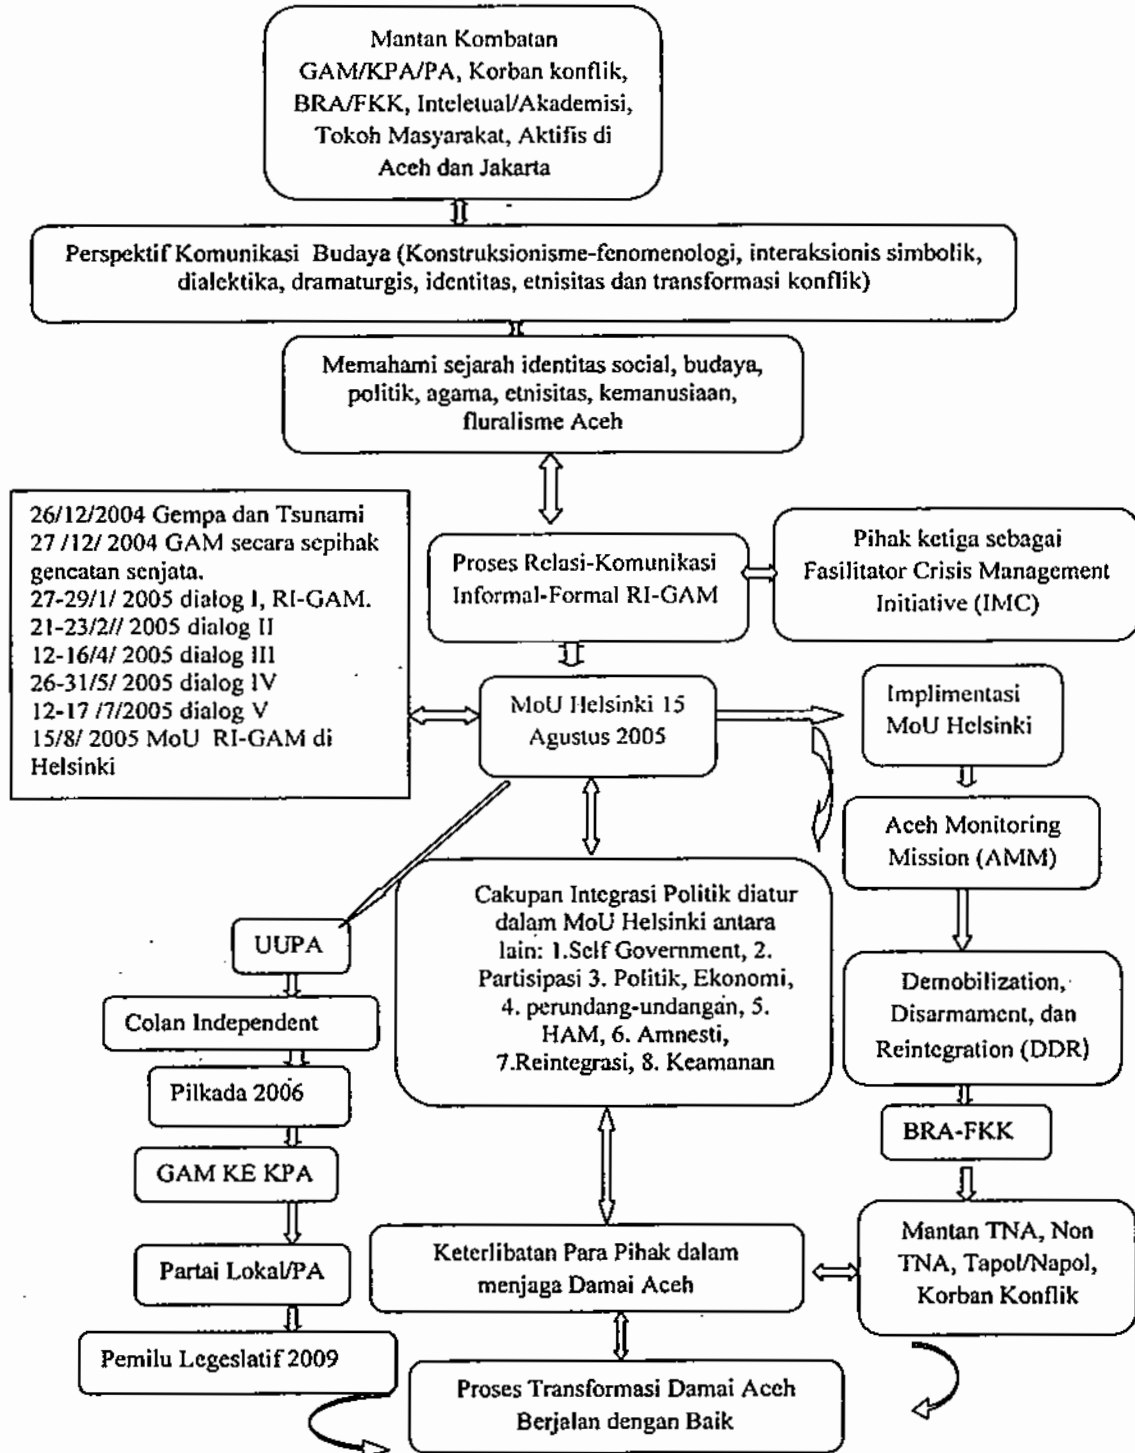 Mantan Kombatan
GAM/KPA/PA, Korban konflik,
BRA/FKK, Inteletual/Akademisi,
Tokoh Masyarakat, Aktifis di
Aceh dan Jakarta
Perspektif Komunikasi Budaya (Konstruksionisme-fenomenologi, interaksionis simbolik,
dialektika, dramaturgis, identitas, etnisitas dan transformasi konflik)
Memahami sejarah identitas social, budaya,
politik, agama, etnisitas, kemanusiaan,
fluralisme Aceh
26/12/2004 Gempa dan Tsunami
27 /12/ 2004 GAM secara sepihak
gencatan senjata.
27-29/1/ 2005 dialog I, RI-GAM.
21-23/2// 2005 dialog II
12-16/4/ 2005 dialog III
26-31/5/ 2005 dialog IV
12-17 /7/2005 dialog V
15/8/ 2005 MoU RI-GAM di
Helsinki
Proses Relasi-Komunikasi
Informal-Formal RI-GAM
Pihak ketiga sebagai
Fasilitator Crisis Management
Initiative (IMC)
MoU Helsinki 15
Agustus 2005
Implimentasi
MoU Helsinki
Aceh Monitoring
Mission (AMM)
Cakupan Integrasi Politik diatur
dalam MoU Helsinki antara
lain: 1.Self Government, 2.
Partisipasi 3. Politik, Ekonomi,
4. perundang-undangan, 5.
HAM, 6. Amnesti,
7.Reintegrasi, 8. Keamanan
UUPA
Colan Independent
Pilkada 2006
GAM KE KPA
Partai Lokal/PA
Pemilu Legeslatif 2009
Demobilization,
Disarmament, dan
Reintegration (DDR)
BRA-FKK
Mantan TNA, Non
TNA, Tapol/Napol,
Korban Konflik
Keterlibatan Para Pihak dalam
menjaga Damai Aceh
Proses Transformasi Damai Aceh
Berjalan dengan Baik